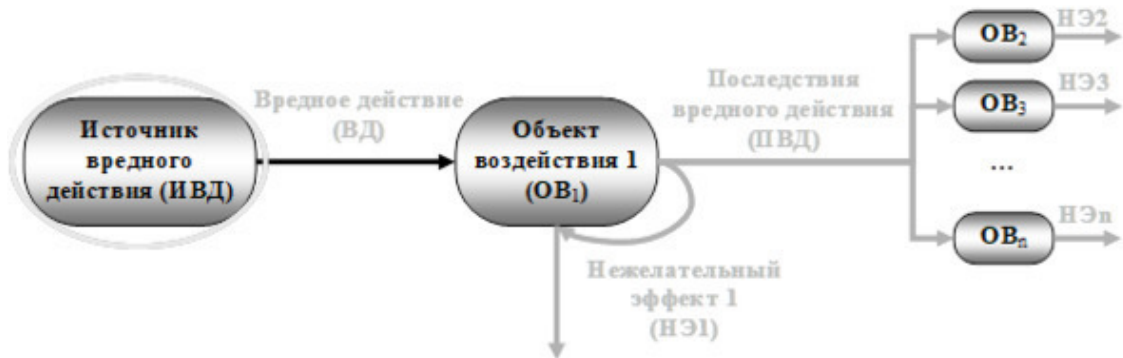 Источник
вредного
действия (ИВД)
Вредное действие
(ВД)
Объект
воздействия 1
(ОВ₁)
Нежелательный
эффект 1
(НЭ1)
Последствия
вредного действия
(ПВД)
ОВ₂
НЭ2
ОВ₃
НЭ3
...
ОВₙ
НЭn